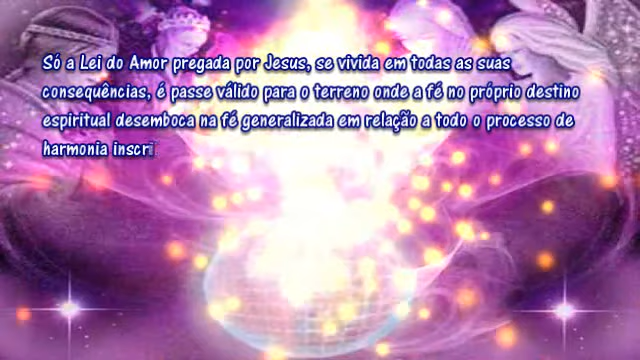 Só a Lei do Amor pregada por Jesus, se vivida em todas as suas
consequências, é passe válido para o terreno onde a fé no próprio destino
espiritual desemboca na fé generalizada em relação a todo o processo de
harmonia inscr